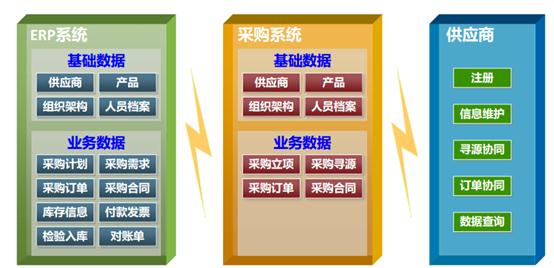 ERP系统
基础数据
供应商 产品
组织架构 人员档案
业务数据
采购计划 采购需求
采购订单 采购合同
库存信息 付款发票
检验入库 对账单
采购系统
基础数据
供应商 产品
组织架构 人员档案
业务数据
采购立项 采购寻源
采购订单 采购合同
供应商
注册
信息维护
寻源协同
订单协同
数据查询